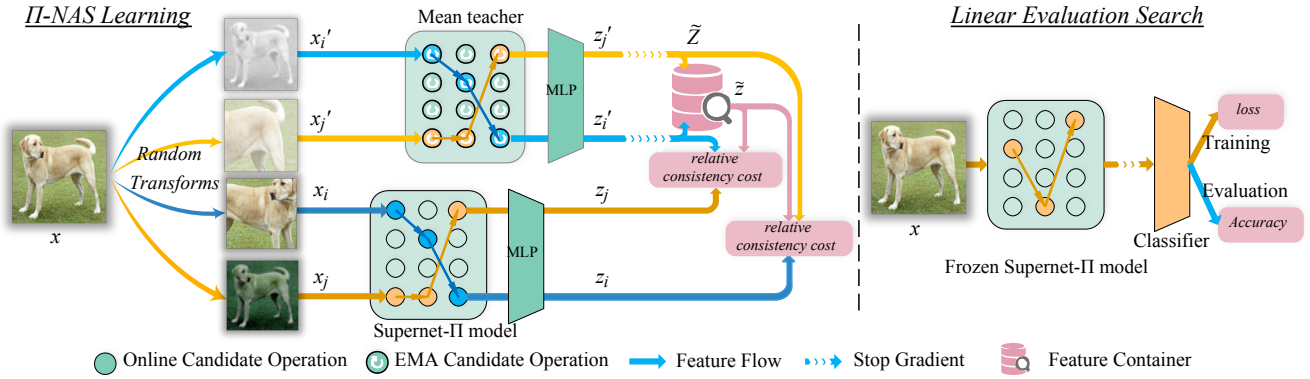 Π-NAS Learning
Linear Evaluation Search
Mean teacher
x_i'
z_j'
Z̃
MLP
z̃
x_j'
z_i'
Random
Transforms
relative
consistency cost
loss
Training
x
x_i
z_j
MLP
relative
consistency cost
x
Evaluation
Accuracy
Classifier
x_j
z_i
Frozen Supernet-Π model
Supernet-Π model
Online Candidate Operation
EMA Candidate Operation
Feature Flow
Stop Gradient
Feature Container